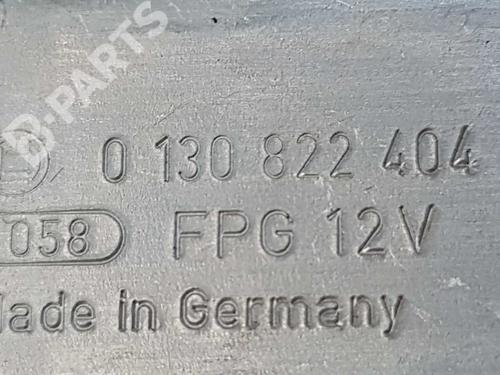 B-PARTS
0 130 822 404
058 FPG 12V
Made in Germany